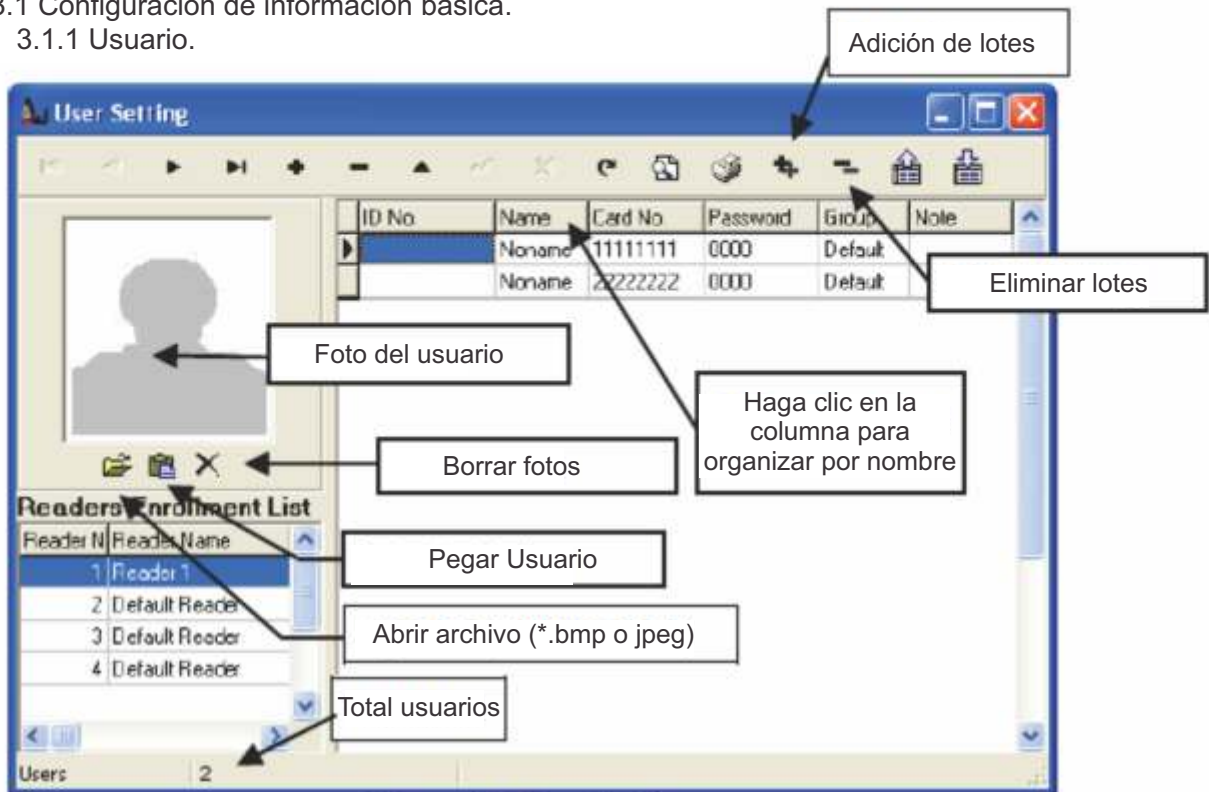 3.1 Configuración de información básica.
3.1.1 Usuario.
Adición de lotes
User Setting
ID No. Name Card No Password Group Note
Noname 11111111 0000 Default
Noname 22222222 0000 Default
Eliminar lotes
Foto del usuario
Haga clic en la
columna para
organizar por nombre
Borrar fotos
Readers Enrollment List
Reader N Reader Name
Pegar Usuario
1 Reader 1
2 Default Reader
3 Default Reader
4 Default Reader
Abrir archivo (*.bmp o jpeg)
Total usuarios
Users 2